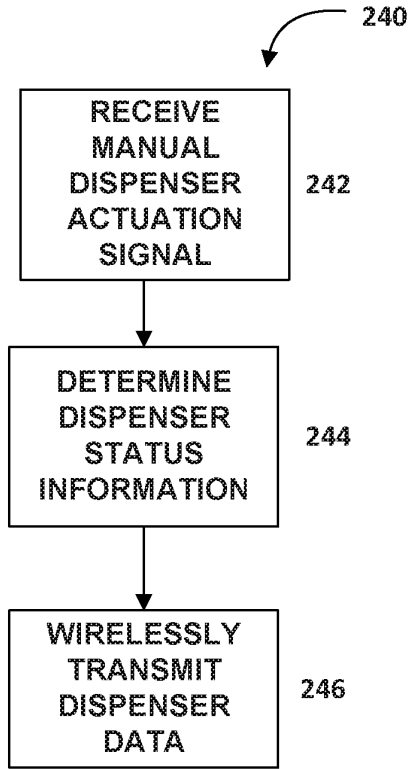 240
RECEIVE
MANUAL
DISPENSER
ACTUATION
SIGNAL
242
DETERMINE
DISPENSER
STATUS
INFORMATION
244
WIRELESSLY
TRANSMIT
DISPENSER
DATA
246